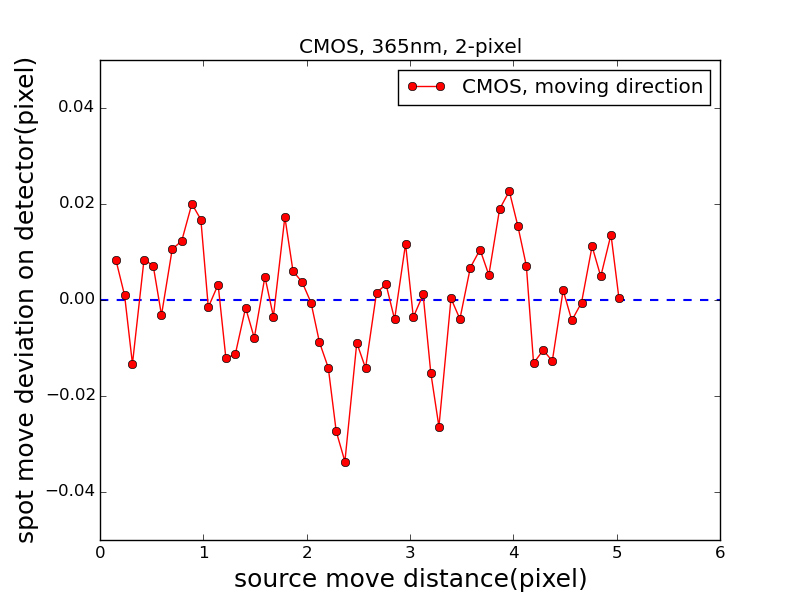 CMOS, 365nm, 2-pixel
CMOS, moving direction
spot move deviation on detector(pixel)
0.04
0.02
0.00
−0.02
−0.04
0 1 2 3 4 5 6
source move distance(pixel)